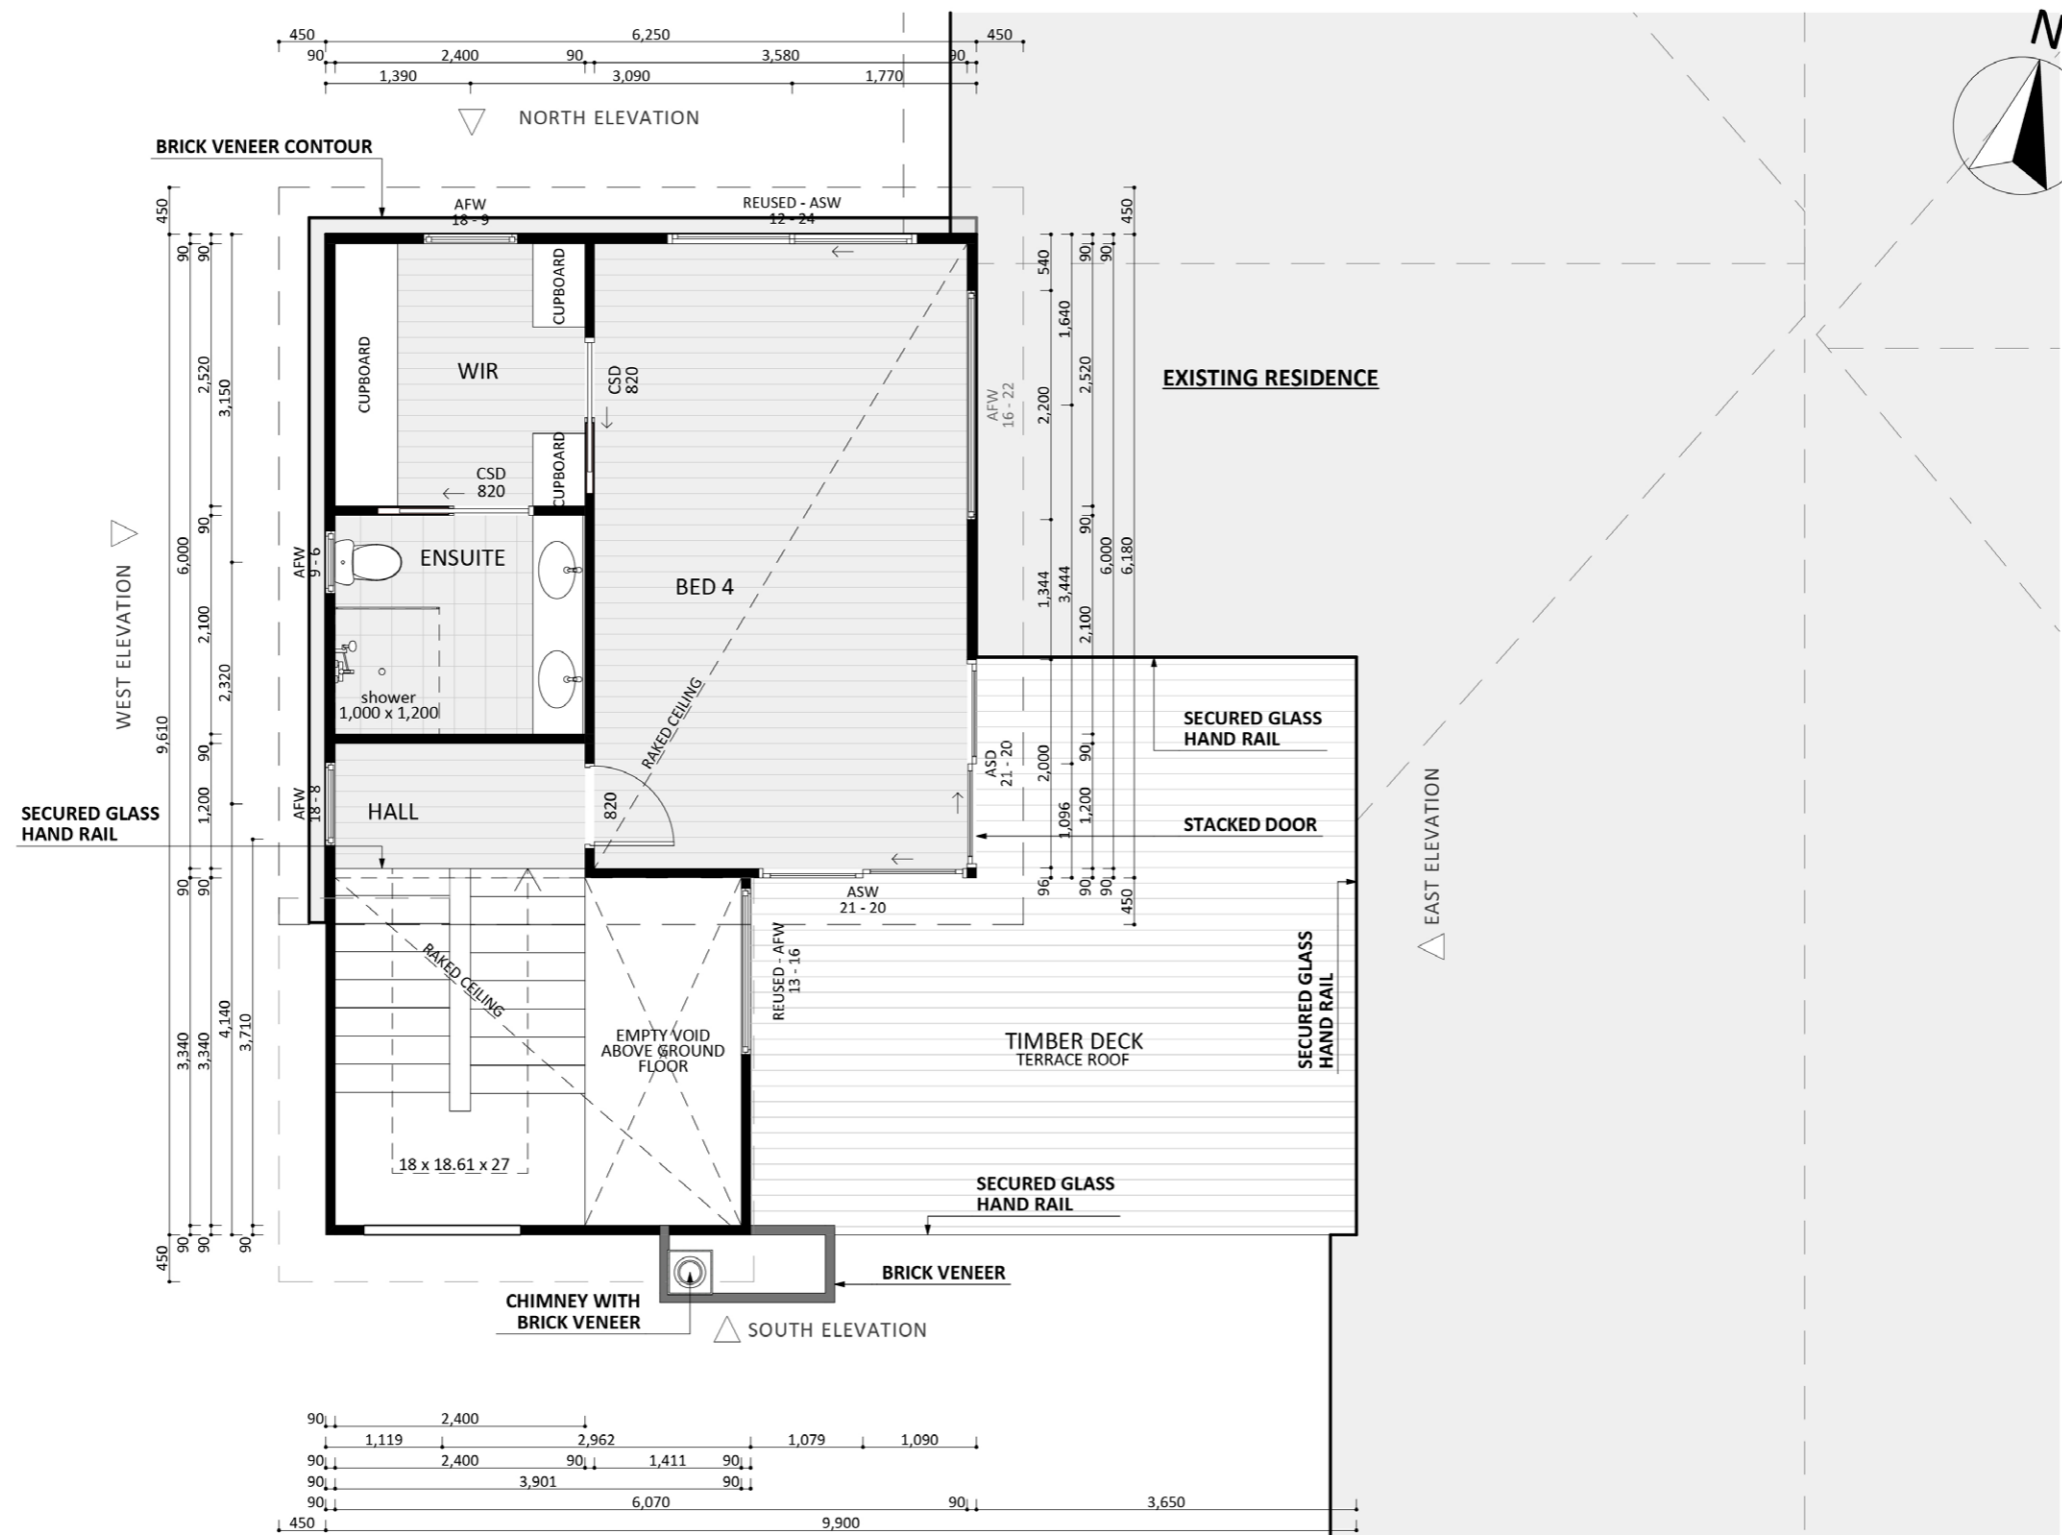 N
450
6,250
450
90
2,400
90
3,580
90
1,390
3,090
1,770
NORTH ELEVATION
BRICK VENEER CONTOUR
AFW
18 - 9
REUSED - ASW
12 - 24
450
90
90
6,000
2,520
3,150
90
9,610
2,100
2,320
90
1,200
90
90
3,340
3,340
4,140
3,710
90
90
90
450
WEST ELEVATION
CUPBOARD
CUPBOARD
CUPBOARD
WIR
CSD
820
CSD
820
AFW
9 - 6
ENSUITE
shower
1,000 x 1,200
BED 4
RAKED CEILING
AFW
18 - 8
HALL
820
SECURED GLASS
HAND RAIL
AFW
16 - 22
450
540
90
90
1,640
2,520
2,200
90
1,344
3,444
6,000
6,180
2,100
90
2,000
1,096
1,200
96
90
90
450
EXISTING RESIDENCE
ASD
21 - 20
SECURED GLASS
HAND RAIL
STACKED DOOR
ASW
21 - 20
EAST ELEVATION
SECURED GLASS
HAND RAIL
REUSED - AFW
13 - 16
RAKED CEILING
EMPTY VOID
ABOVE GROUND
FLOOR
TIMBER DECK
TERRACE ROOF
18 x 18.61 x 27
SECURED GLASS
HAND RAIL
BRICK VENEER
CHIMNEY WITH
BRICK VENEER
SOUTH ELEVATION
90
2,400
1,119
2,962
1,079
1,090
90
2,400
90
1,411
90
90
3,901
90
90
6,070
90
3,650
450
9,900